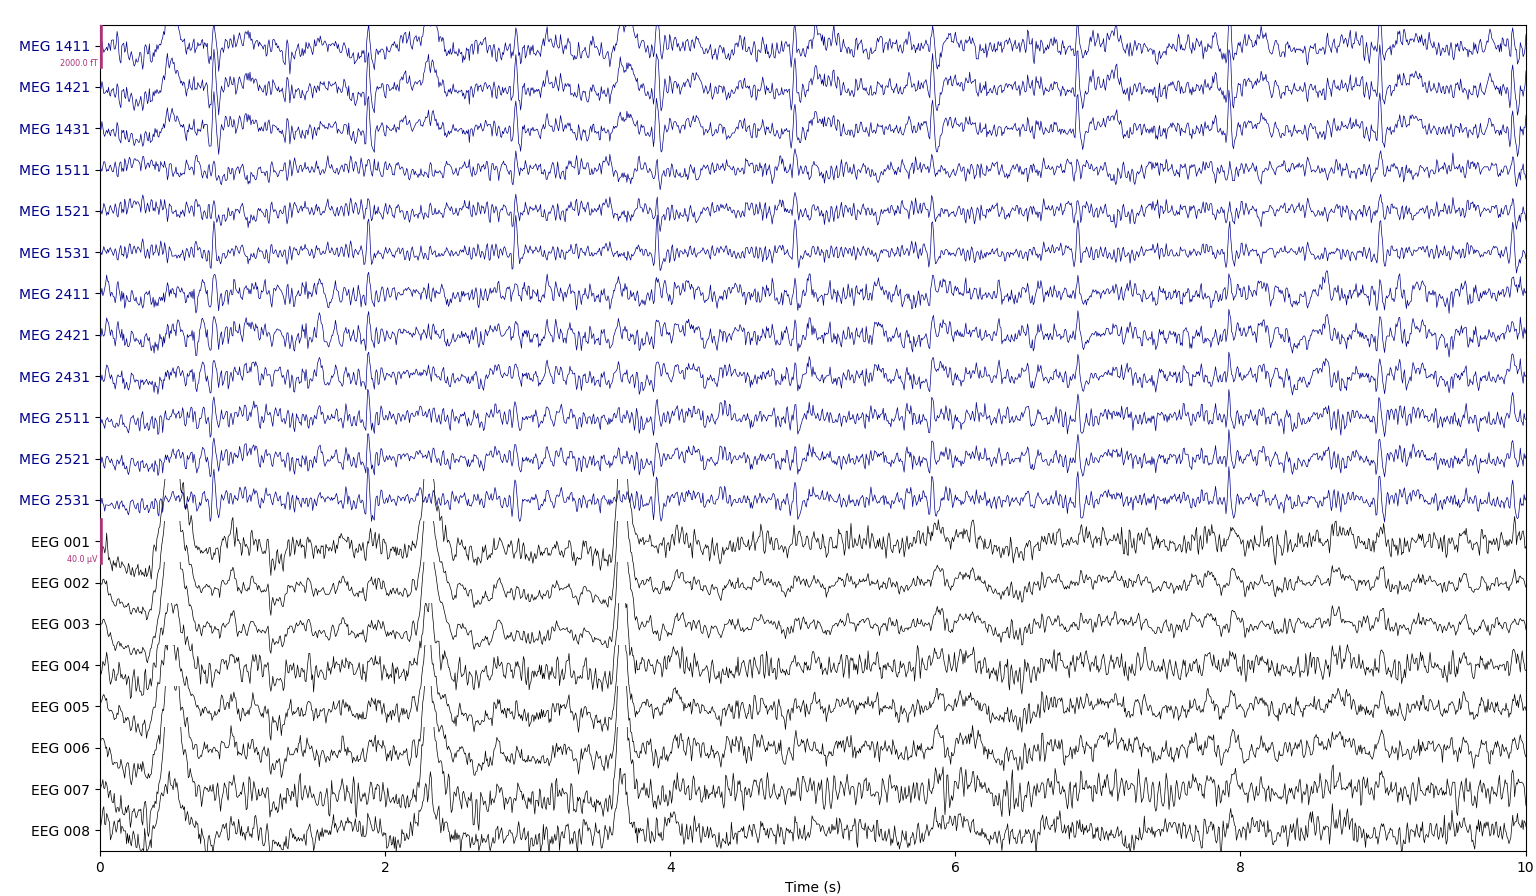 MEG 1411
2000.0 fT
MEG 1421
MEG 1431
MEG 1511
MEG 1521
MEG 1531
MEG 2411
MEG 2421
MEG 2431
MEG 2511
MEG 2521
MEG 2531
EEG 001
40.0 µV
EEG 002
EEG 003
EEG 004
EEG 005
EEG 006
EEG 007
EEG 008
0 2 4 6 8 10
Time (s)